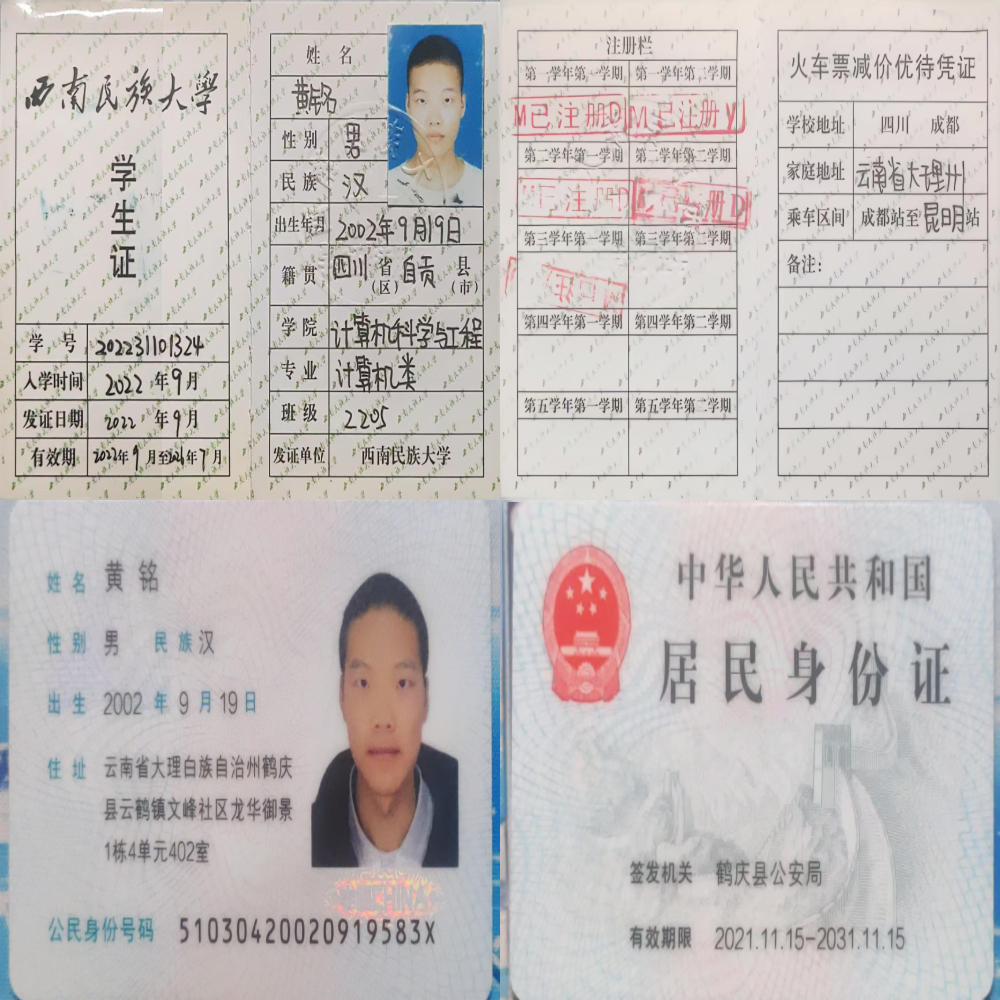 西南民族大学
学生证
学 号 202231101324
入学时间 2022 年 9 月
发证日期 2022 年 9 月
有效期 2022年 9 月至2026年 7 月
姓 名
黄铭
性 别 男
民 族 汉
出生年月 2002年9月19日
籍 贯 四川 省(区) 自贡 县(市)
学 院 计算机科学与工程
专 业 计算机类
班 级 2205
发证单位 西南民族大学
注册栏
第一学年第一学期 第一学年第二学期
M已注册D M已注册Y
第二学年第一学期 第二学年第二学期
第三学年第一学期 第三学年第二学期
第四学年第一学期 第四学年第二学期
第五学年第一学期 第五学年第二学期
火车票减价优待凭证
学校地址 四川 成都
家庭地址 云南省大理州
乘车区间 成都站至昆明站
备注:
姓 名 黄 铭
性 别 男 民 族 汉
出 生 2002 年 9 月 19 日
住 址 云南省大理白族自治州鹤庆
县云鹤镇文峰社区龙华御景
1栋4单元402室
公民身份号码 51030420020919583X
中华人民共和国
居民身份证
签发机关 鹤庆县公安局
有效期限 2021.11.15-2031.11.15